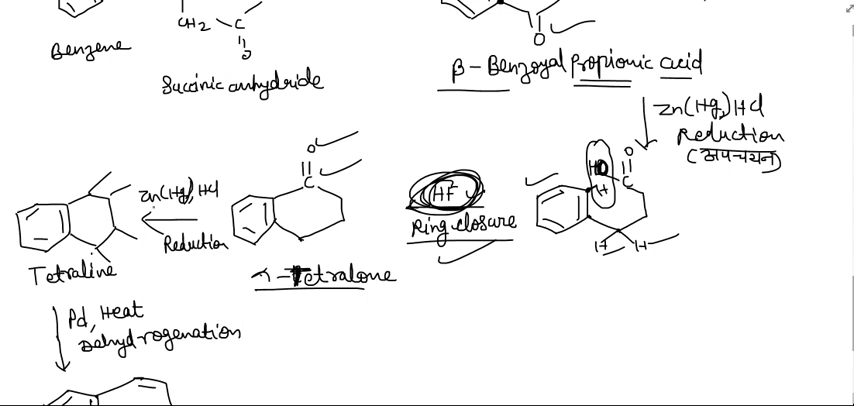 CH2 C
O
O
Benzene
Succinic anhydride
β - Benzoyal propionic acid
Zn(Hg)HCl
Reduction
(अपचयन)
O
C
Zn(Hg), HCl
Reduction
HF
Ring closure
HO
O
C
H
H H
Tetraline
α-Tetralone
Pd, Heat
Dehydrogenation